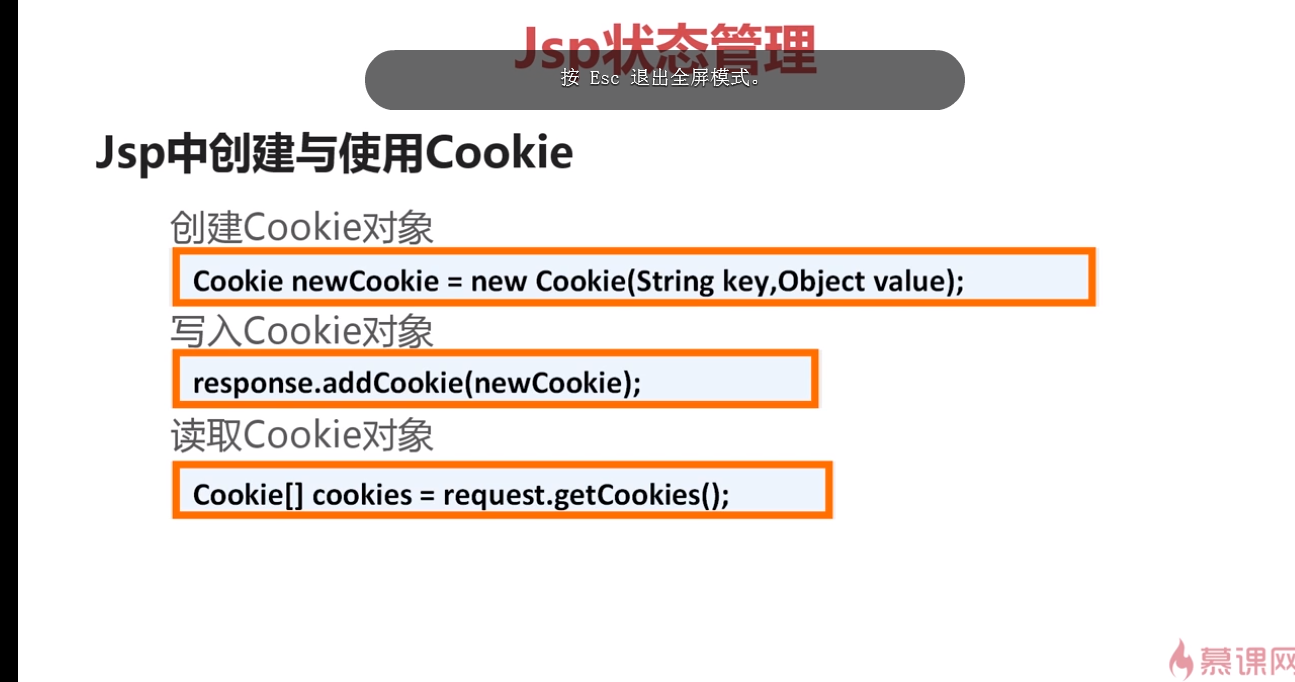 Jsp状态管理
按 Esc 退出全屏模式。
Jsp中创建与使用Cookie
创建Cookie对象
Cookie newCookie = new Cookie(String key,Object value);
写入Cookie对象
response.addCookie(newCookie);
读取Cookie对象
Cookie[] cookies = request.getCookies();
慕课网